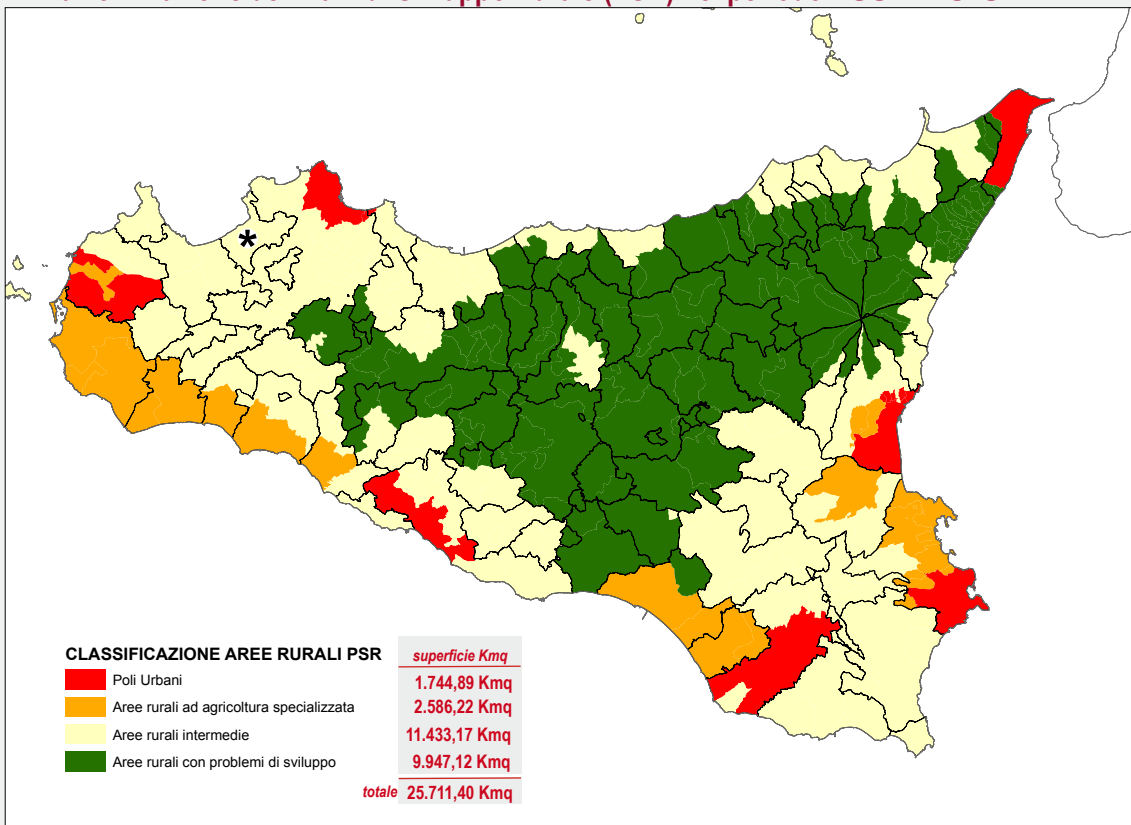 *
CLASSIFICAZIONE AREE RURALI PSR superficie Kmq
Poli Urbani 1.744,89 Kmq
Aree rurali ad agricoltura specializzata 2.586,22 Kmq
Aree rurali intermedie 11.433,17 Kmq
Aree rurali con problemi di sviluppo 9.947,12 Kmq
totale 25.711,40 Kmq